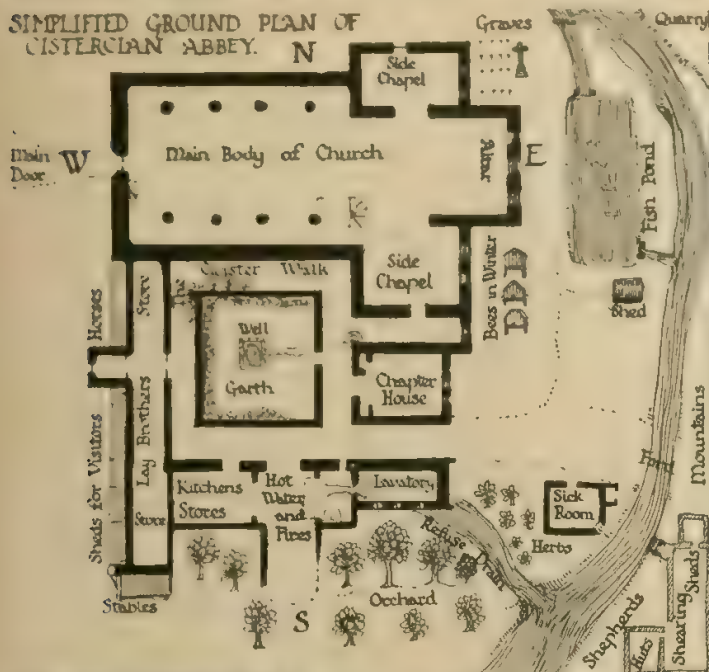 SIMPLIFIED GROUND PLAN OF
CISTERCIAN ABBEY.
N
Graves
Quarry
Side
Chapel
Main
Door
W
Main Body of Church
Altar
E
Fish Pond
The Cloister Walk
Side
Chapel
Bees in Winter
Shed
Horses
Store
Well
Garth
Chapter
House
Sheds for Visitors
Lay Brothers
Store
Kitchens
Stores
Hot
Water
and
Fires
Lavatory
Refuse Drain
Herbs
Sick
Room
Ford
Mountains
Stables
S
Orchard
Shepherds
Huts
Shearing
Sheds